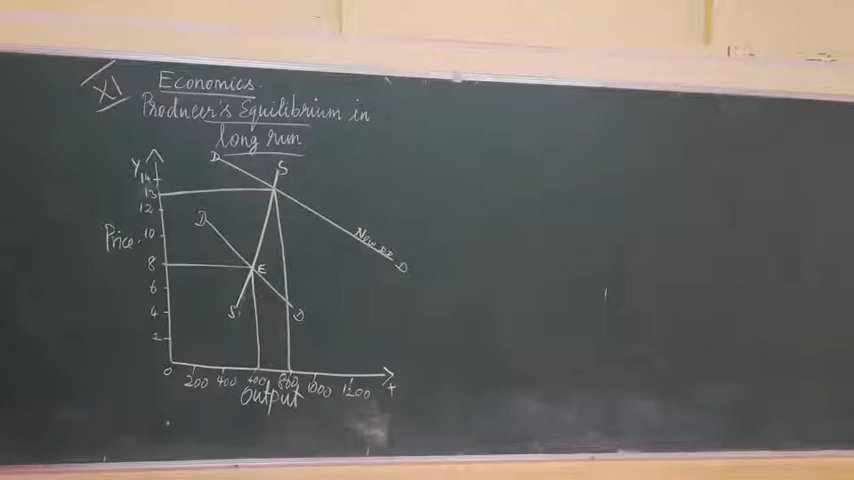 XI
Economics.
Producer's Equilibrium in
long run
D
S
Y
14
13
12
D
New DD
10
Price.
D
8
E
6
4
S
D
2
0
200
400
600
800
1000
1200
X
Output